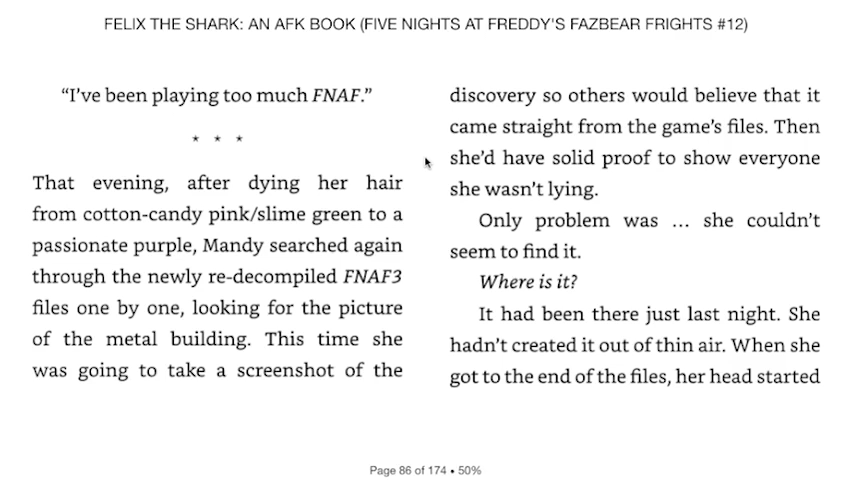 FELIX THE SHARK: AN AFK BOOK (FIVE NIGHTS AT FREDDY'S FAZBEAR FRIGHTS #12)
“I've been playing too much FNAF.”
* * *
That evening, after dying her hair
from cotton-candy pink/slime green to a
passionate purple, Mandy searched again
through the newly re-decompiled FNAF3
files one by one, looking for the picture
of the metal building. This time she
was going to take a screenshot of the
discovery so others would believe that it
came straight from the game's files. Then
she'd have solid proof to show everyone
she wasn't lying.
Only problem was ... she couldn't
seem to find it.
Where is it?
It had been there just last night. She
hadn't created it out of thin air. When she
got to the end of the files, her head started
Page 86 of 174 • 50%